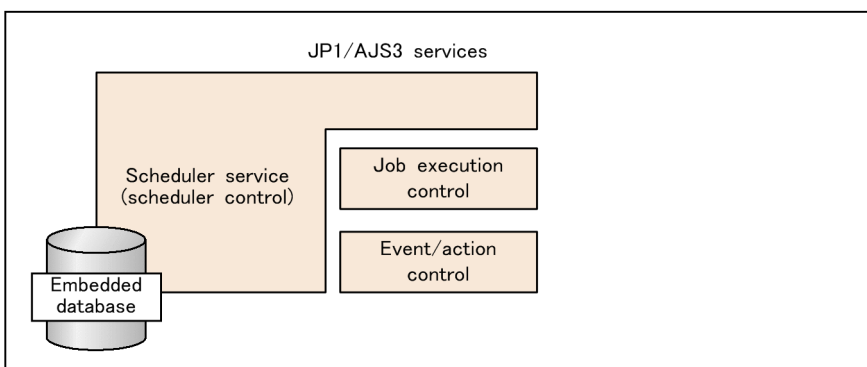 JP1/AJS3 services
Scheduler service
(scheduler control)
Job execution
control
Event/action
control
Embedded
database